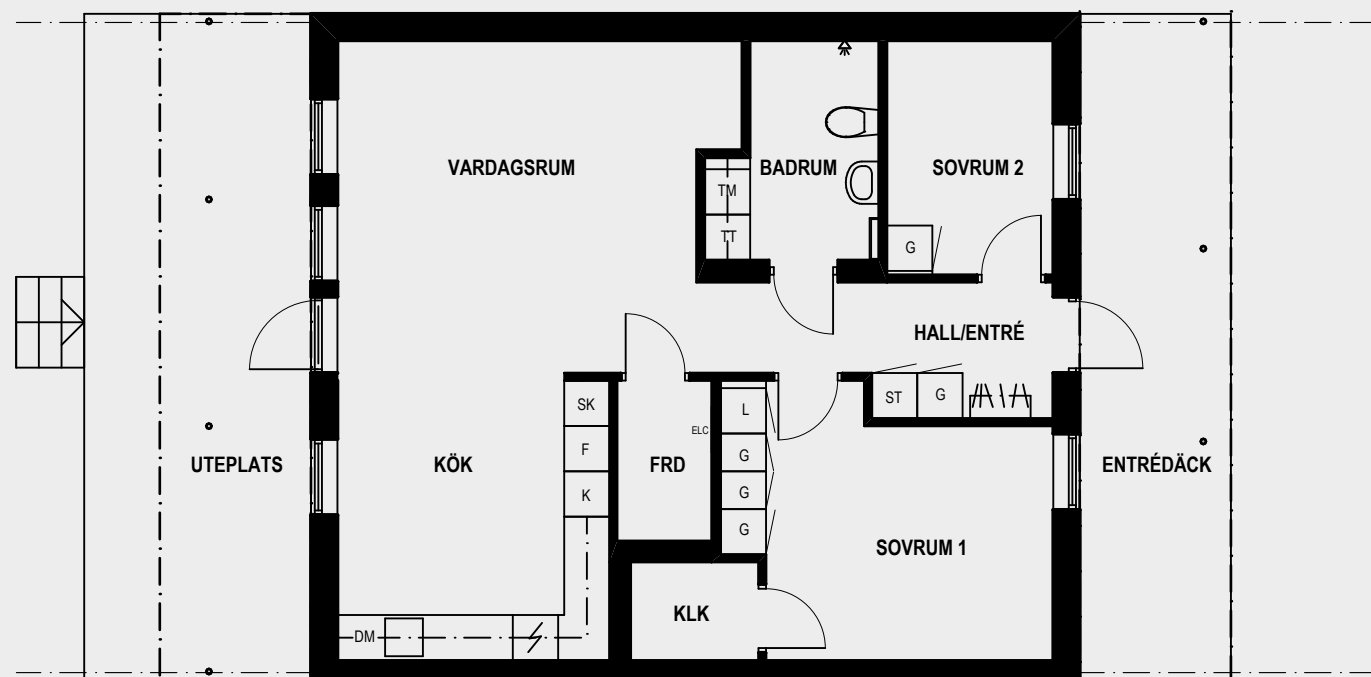 VARDAGSRUM
BADRUM
SOVRUM 2
TM
TT
G
HALL/ENTRÉ
SK
L
ST
G
ELC
F
G
UTEPLATS
KÖK
FRD
ENTRÉDÄCK
K
G
G
SOVRUM 1
KLK
DM